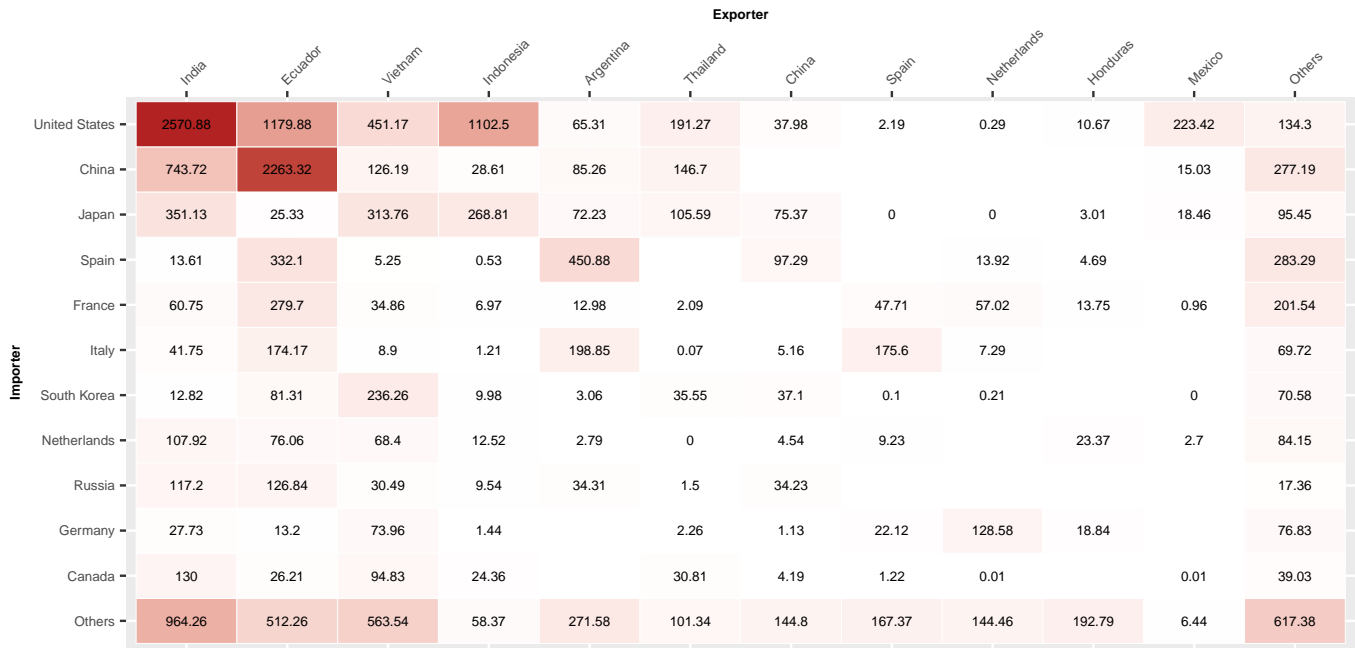 Exporter
India Ecuador Vietnam Indonesia Argentina Thailand China Spain Netherlands Honduras Mexico Others
Importer
United States 2570.88 1179.88 451.17 1102.5 65.31 191.27 37.98 2.19 0.29 10.67 223.42 134.3
China 743.72 2263.32 126.19 28.61 85.26 146.7 15.03 277.19
Japan 351.13 25.33 313.76 268.81 72.23 105.59 75.37 0 0 3.01 18.46 95.45
Spain 13.61 332.1 5.25 0.53 450.88 97.29 13.92 4.69 283.29
France 60.75 279.7 34.86 6.97 12.98 2.09 47.71 57.02 13.75 0.96 201.54
Italy 41.75 174.17 8.9 1.21 198.85 0.07 5.16 175.6 7.29 69.72
South Korea 12.82 81.31 236.26 9.98 3.06 35.55 37.1 0.1 0.21 0 70.58
Netherlands 107.92 76.06 68.4 12.52 2.79 0 4.54 9.23 23.37 2.7 84.15
Russia 117.2 126.84 30.49 9.54 34.31 1.5 34.23 17.36
Germany 27.73 13.2 73.96 1.44 2.26 1.13 22.12 128.58 18.84 76.83
Canada 130 26.21 94.83 24.36 30.81 4.19 1.22 0.01 0.01 39.03
Others 964.26 512.26 563.54 58.37 271.58 101.34 144.8 167.37 144.46 192.79 6.44 617.38